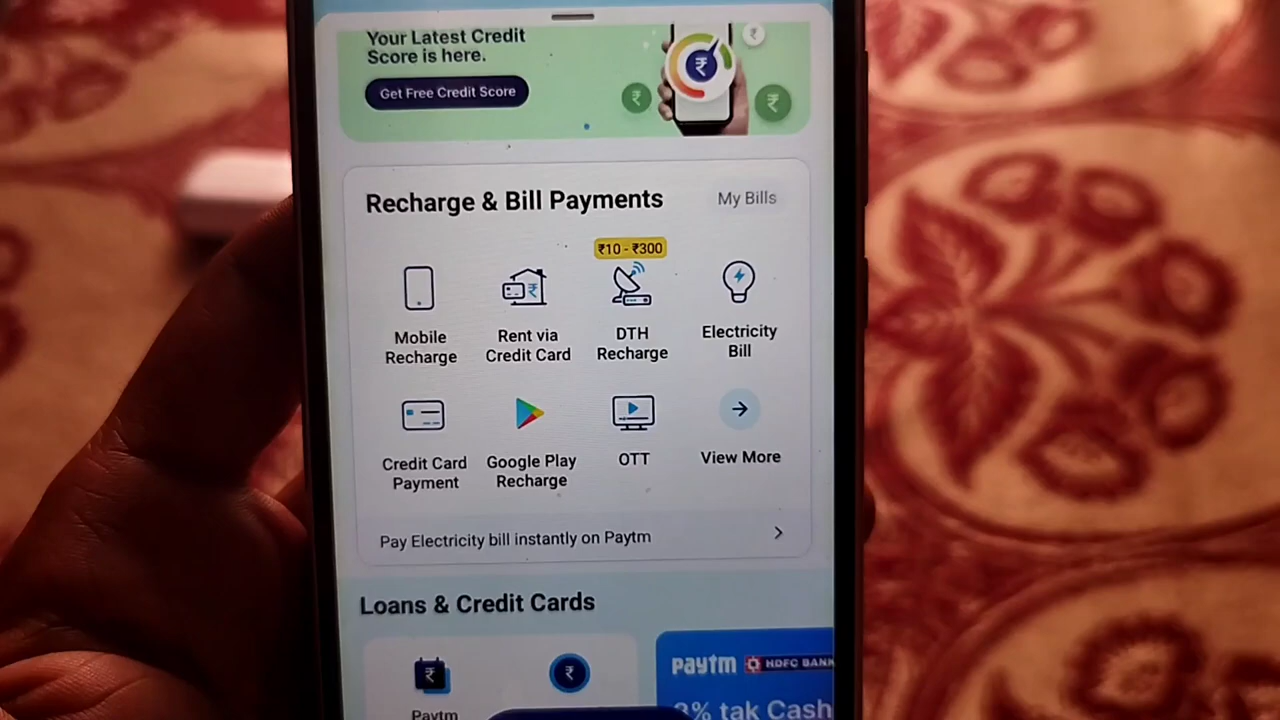 Your Latest Credit
Score is here.
Get Free Credit Score
Recharge & Bill Payments
My Bills
₹10 - ₹300
Mobile
Recharge
Rent via
Credit Card
DTH
Recharge
Electricity
Bill
Credit Card
Payment
Google Play
Recharge
OTT
View More
Pay Electricity bill instantly on Paytm
Loans & Credit Cards
Paytm
paytm HDFC BANK
% tak Cash